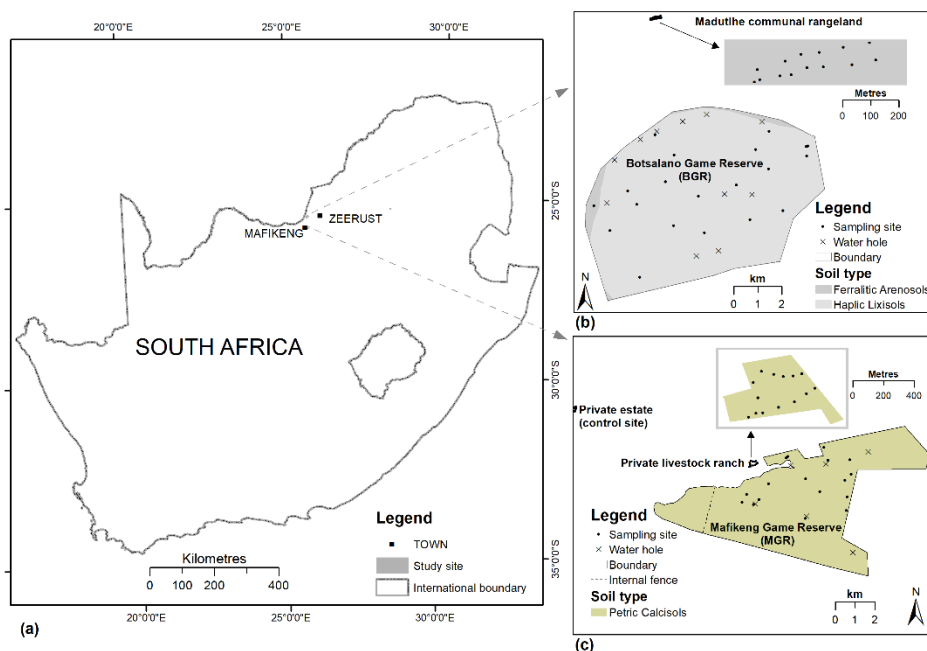 20°0'0"E
25°0'0"E
30°0'0"E
25°0'0"S
30°0'0"S
35°0'0"S
ZEERUST
MAFIKENG
SOUTH AFRICA
Kilometres
0 100 200 400
Legend
TOWN
Study site
International boundary
20°0'0"E
25°0'0"E
30°0'0"E
(a)
Madutlhe communal rangeland
Metres
0 100 200
Botsalano Game Reserve
(BGR)
Legend
Sampling site
Water hole
Boundary
Soil type
Ferralitic Arenosols
Haplic Lixisols
N
km
0 1 2
(b)
Metres
0 200 400
Private estate
(control site)
Private livestock ranch
Mafikeng Game Reserve
(MGR)
Legend
Sampling site
Water hole
Boundary
Internal fence
Soil type
Petric Calcisols
km
0 1 2
N
(c)